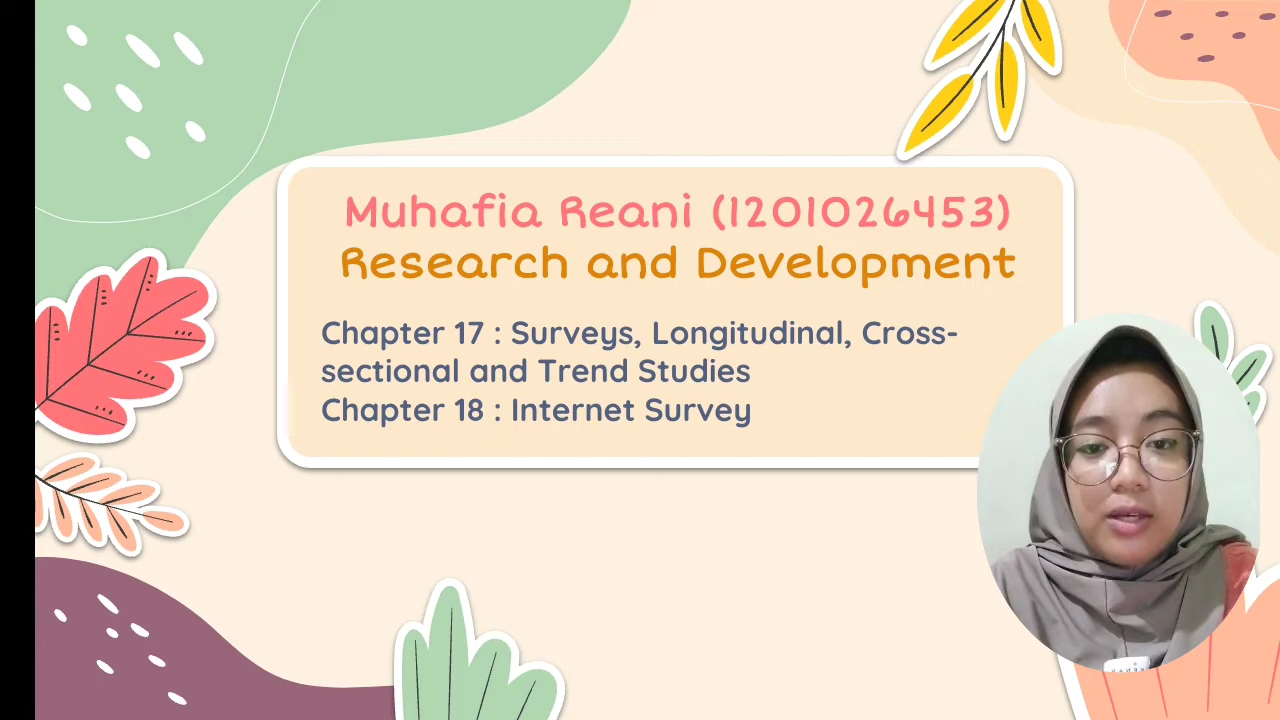 Muhafia Reani (1201026453)
Research and Development
Chapter 17 : Surveys, Longitudinal, Cross-
sectional and Trend Studies
Chapter 18 : Internet Survey